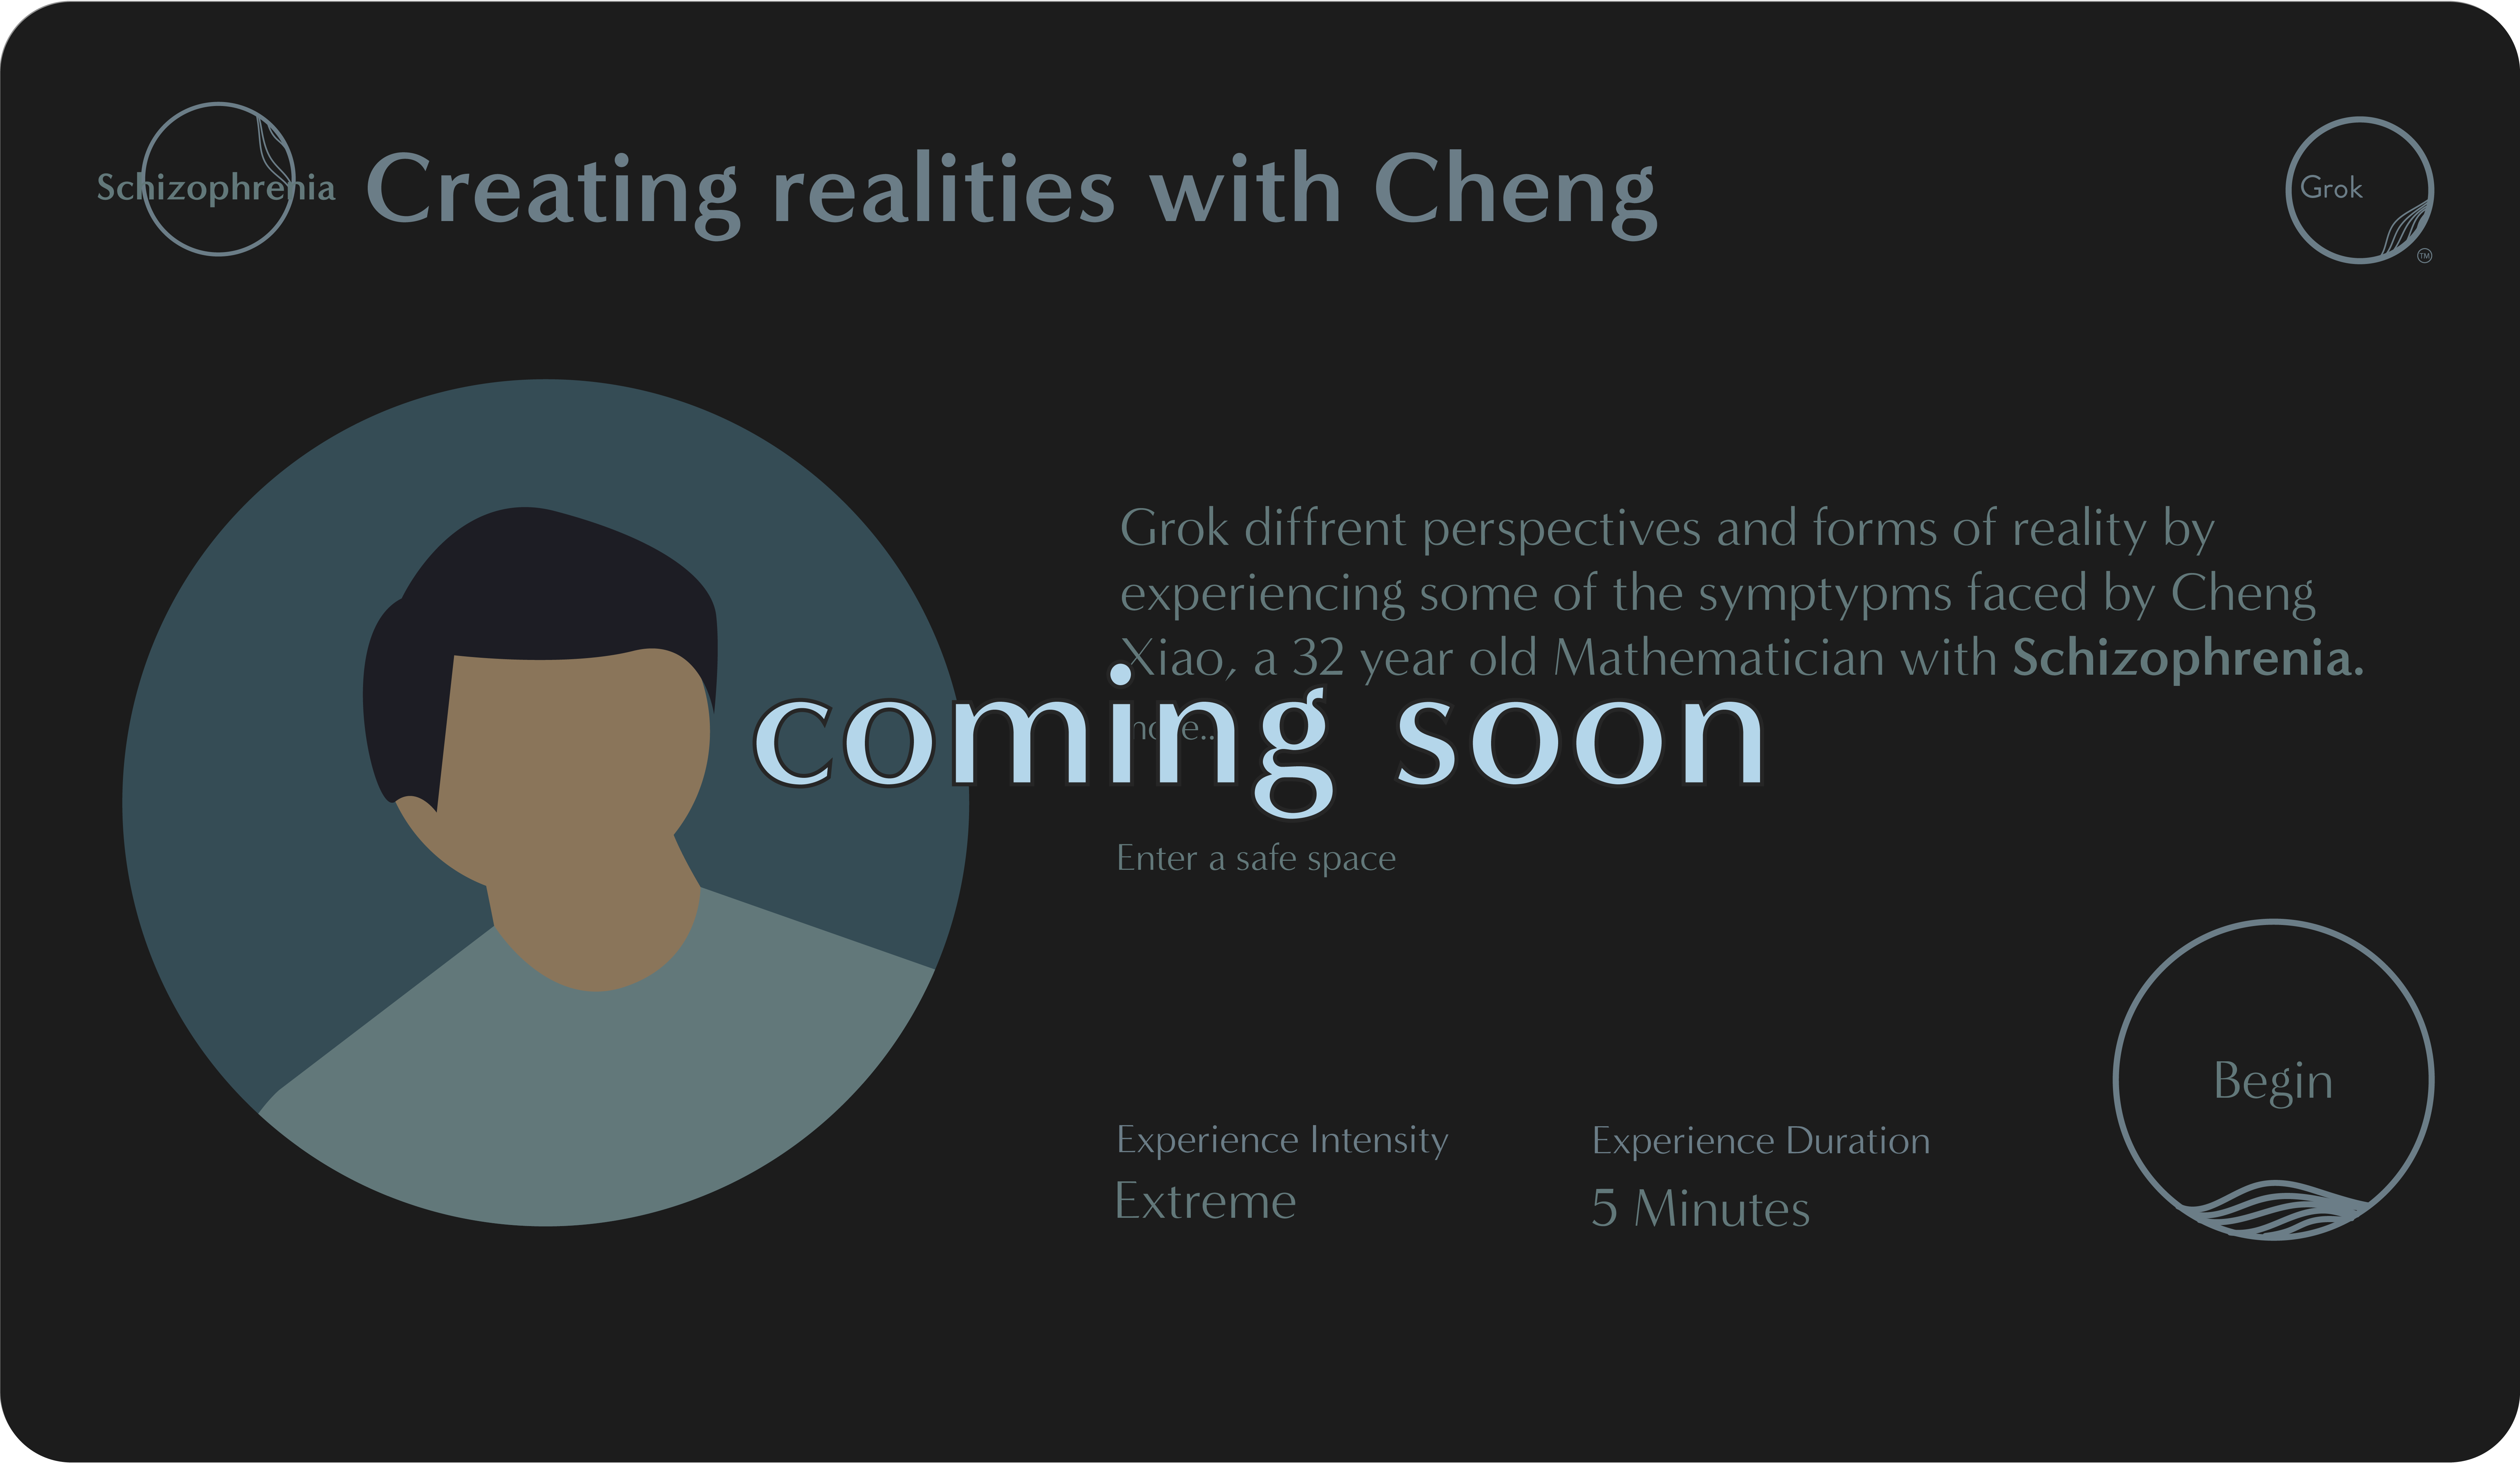 Schizophrenia
Creating realities with Cheng
Grok
TM
Grok diffrent perspectives and forms of reality by
experiencing some of the symptypms faced by Cheng
Xiao, a 32 year old Mathematician with Schizophrenia.
coming soon
Enter a safe space
Begin
Experience Intensity
Extreme
Experience Duration
5 Minutes